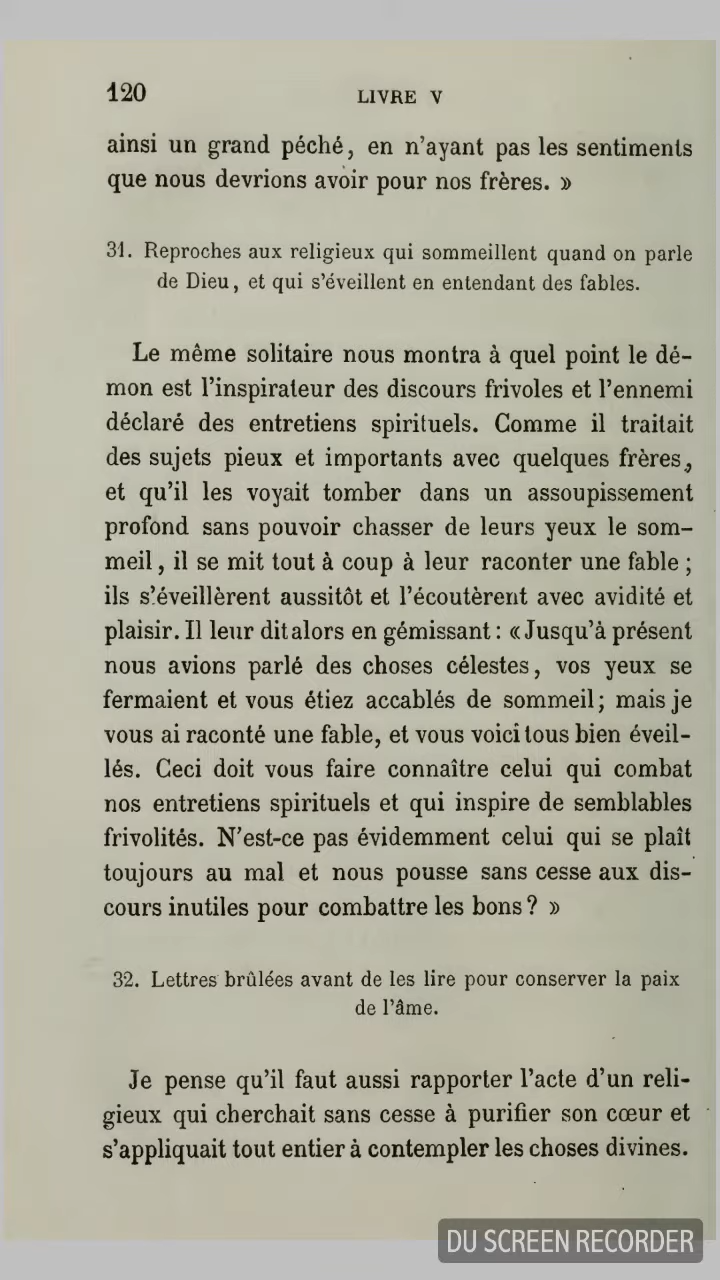 120
LIVRE V
ainsi un grand péché, en n'ayant pas les sentiments
que nous devrions avoir pour nos frères. »
31. Reproches aux religieux qui sommeillent quand on parle
de Dieu, et qui s'éveillent en entendant des fables.
Le même solitaire nous montra à quel point le dé-
mon est l'inspirateur des discours frivoles et l'ennemi
déclaré des entretiens spirituels. Comme il traitait
des sujets pieux et importants avec quelques frères,
et qu'il les voyait tomber dans un assoupissement
profond sans pouvoir chasser de leurs yeux le som-
meil, il se mit tout à coup à leur raconter une fable ;
ils s'éveillèrent aussitôt et l'écoutèrent avec avidité et
plaisir. Il leur dit alors en gémissant : « Jusqu'à présent
nous avions parlé des choses célestes, vos yeux se
fermaient et vous étiez accablés de sommeil; mais je
vous ai raconté une fable, et vous voici tous bien éveil-
lés. Ceci doit vous faire connaître celui qui combat
nos entretiens spirituels et qui inspire de semblables
frivolités. N'est-ce pas évidemment celui qui se plaît
toujours au mal et nous pousse sans cesse aux dis-
cours inutiles pour combattre les bons? »
32. Lettres brûlées avant de les lire pour conserver la paix
de l'âme.
Je pense qu'il faut aussi rapporter l'acte d'un reli-
gieux qui cherchait sans cesse à purifier son cœur et
s'appliquait tout entier à contempler les choses divines.
DU SCREEN RECORDER